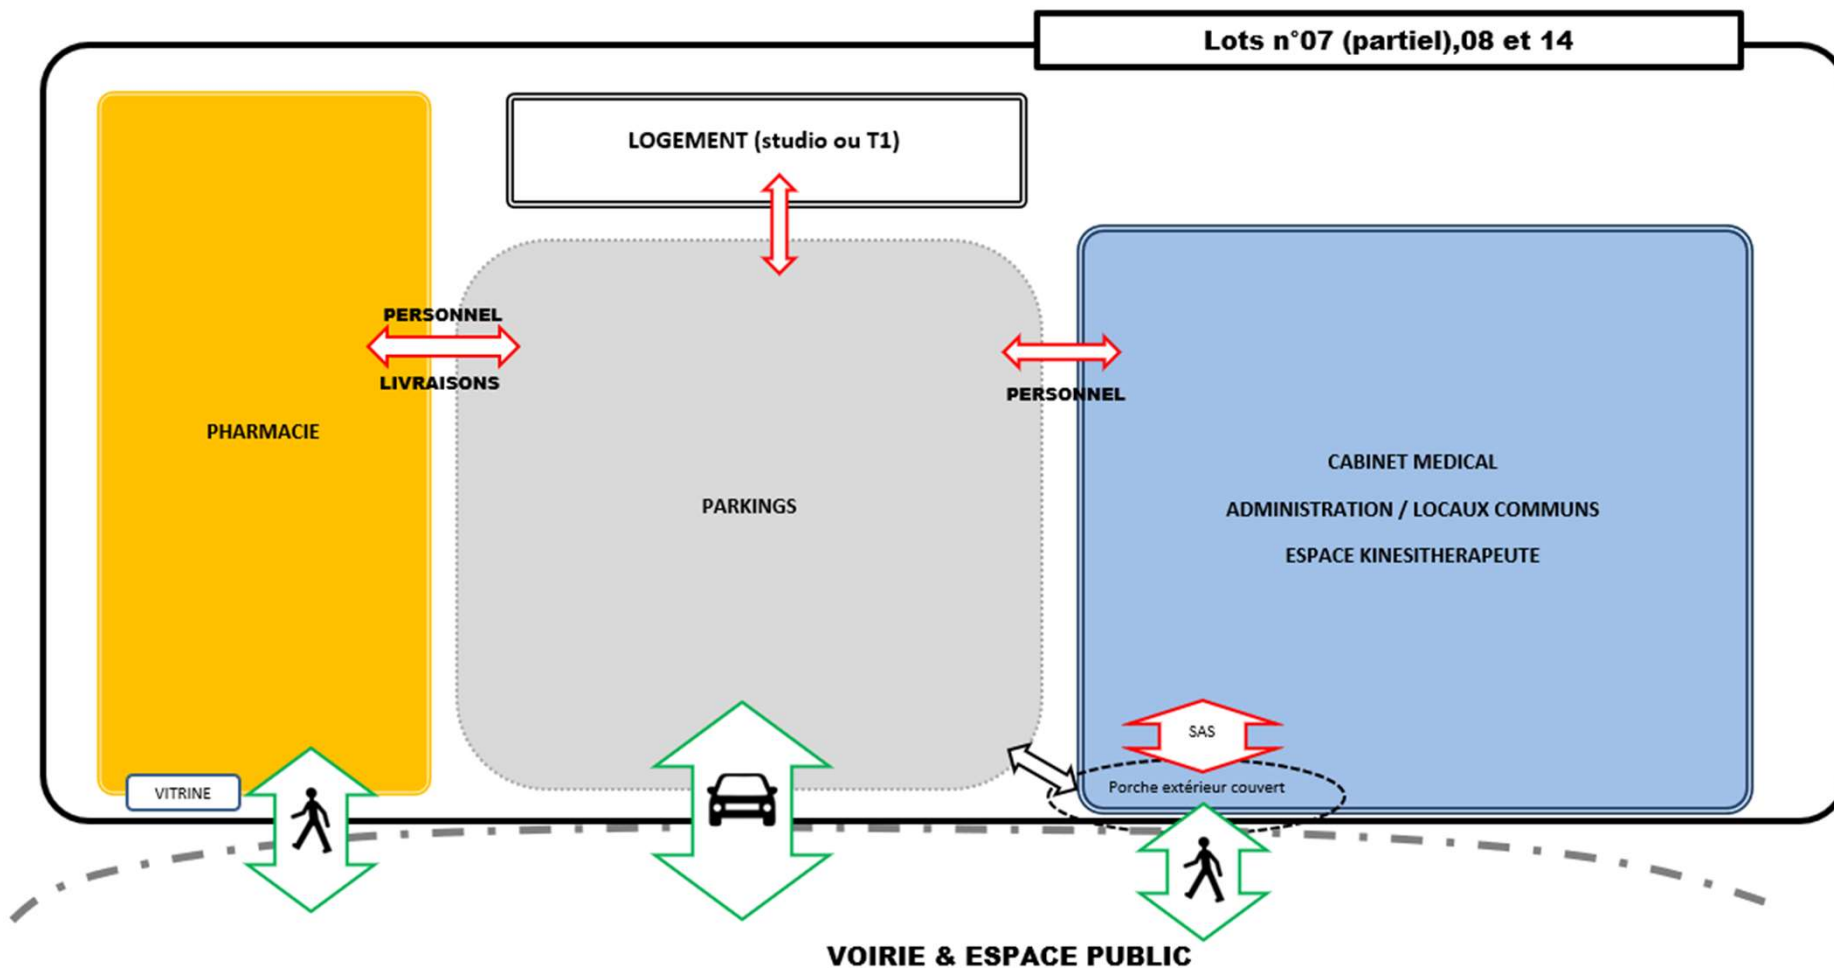 Lots n°07 (partiel),08 et 14
LOGEMENT (studio ou T1)
PERSONNEL
LIVRAISONS
PERSONNEL
PHARMACIE
PARKINGS
CABINET MEDICAL
ADMINISTRATION / LOCAUX COMMUNS
ESPACE KINESITHERAPEUTE
SAS
Porche extérieur couvert
VITRINE
VOIRIE & ESPACE PUBLIC